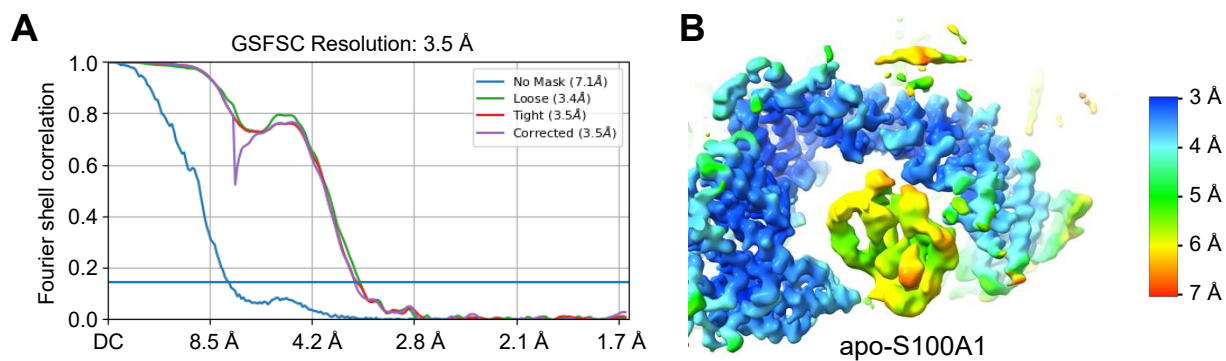 A
GSFSC Resolution: 3.5 Å
Fourier shell correlation
1.0
0.8
0.6
0.4
0.2
0.0
DC
8.5 Å
4.2 Å
2.8 Å
2.1 Å
1.7 Å
No Mask (7.1Å)
Loose (3.4Å)
Tight (3.5Å)
Corrected (3.5Å)
B
apo-S100A1
3 Å
4 Å
5 Å
6 Å
7 Å